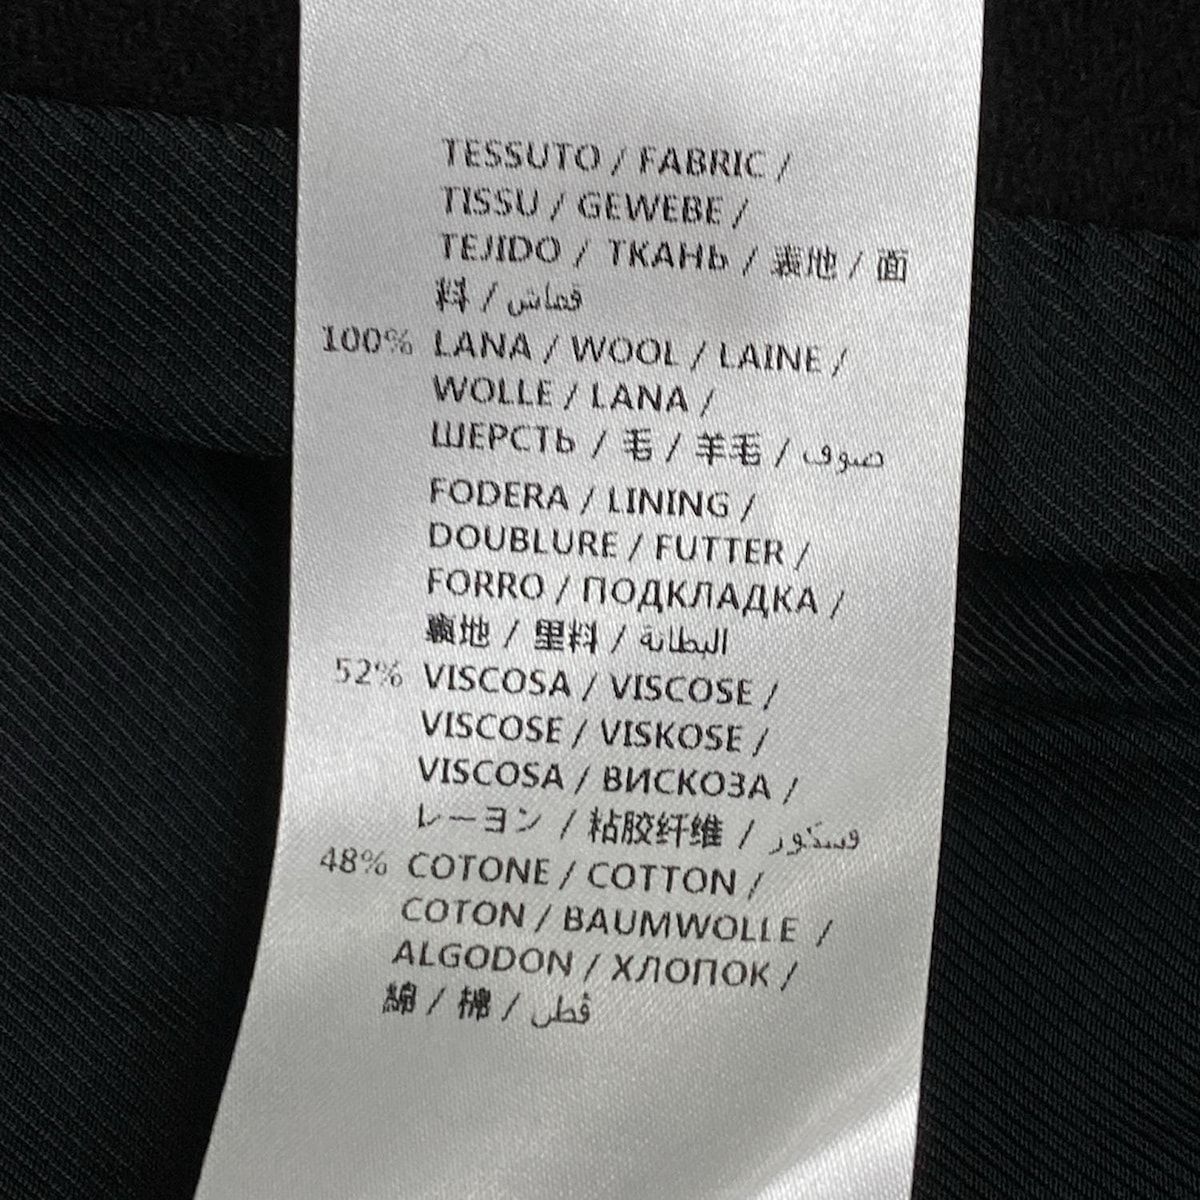 TESSUTO / FABRIC /
TISSU / GEWEBE /
TEJIDO / ТКАНЬ / 表地 / 面
料 / قماش
100% LANA / WOOL / LAINE /
WOLLE / LANA /
ШЕРСТЬ / 毛 / 羊毛 / صوف
FODERA / LINING /
DOUBLURE / FUTTER /
FORRO / ПОДКЛАДКА /
裏地 / 里料 / البطانة
52% VISCOSA / VISCOSE /
VISCOSE / VISKOSE /
VISCOSA / ВИСКОЗА /
レーヨン / 粘胶纤维 / فسكور
48% COTONE / COTTON /
COTON / BAUMWOLLE /
ALGODON / ХЛОПОК /
綿 / 棉 / قطن